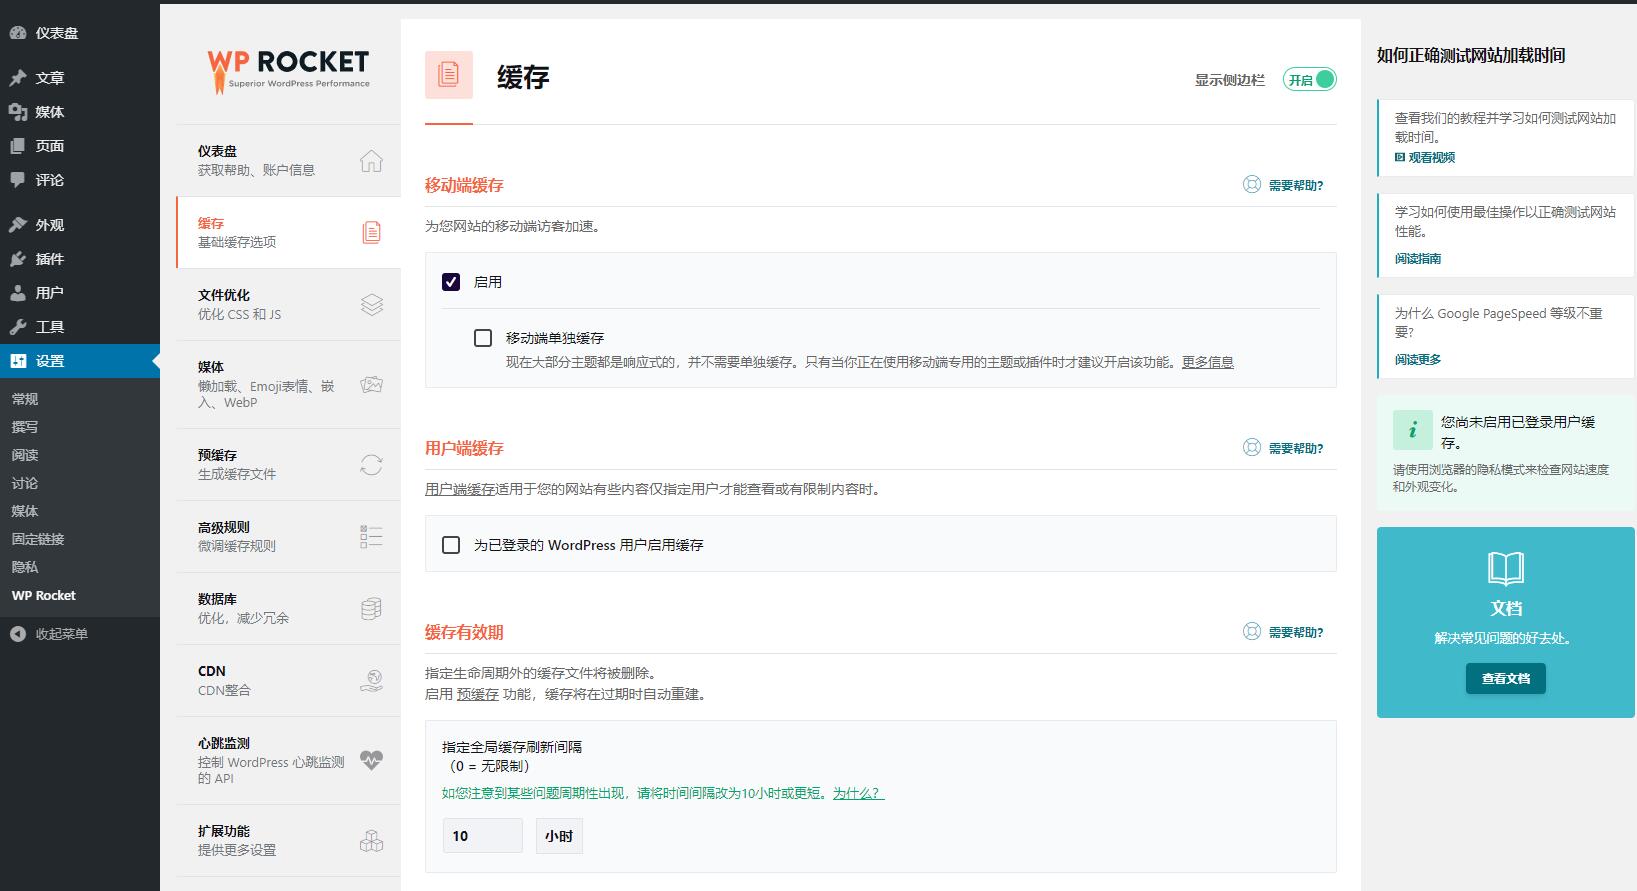 仪表盘
文章
媒体
页面
评论
外观
插件
用户
工具
设置
常规
撰写
阅读
讨论
媒体
固定链接
隐私
WP Rocket
收起菜单
WP ROCKET
Superior WordPress Performance
仪表盘
获取帮助、账户信息
缓存
基础缓存选项
文件优化
优化 CSS 和 JS
媒体
懒加载、Emoji表情、嵌
入、WebP
预缓存
生成缓存文件
高级规则
微调缓存规则
数据库
优化，减少冗余
CDN
CDN整合
心跳监测
控制 WordPress 心跳监测
的 API
扩展功能
提供更多设置
缓存
显示侧边栏
开启
移动端缓存
需要帮助?
为您网站的移动端访客加速。
启用
移动端单独缓存
现在大部分主题都是响应式的，并不需要单独缓存。只有当你正在使用移动端专用的主题或插件时才建议开启该功能。更多信息
用户端缓存
需要帮助?
用户端缓存适用于您的网站有些内容仅指定用户才能查看或有限制内容时。
为已登录的 WordPress 用户启用缓存
缓存有效期
需要帮助?
指定生命周期外的缓存文件将被删除。
启用 预缓存 功能，缓存将在过期时自动重建。
指定全局缓存刷新间隔
（0 = 无限制）
如您注意到某些问题周期性出现，请将时间间隔改为10小时或更短。为什么？
10
小时
如何正确测试网站加载时间
查看我们的教程并学习如何测试网站加
载时间。
观看视频
学习如何使用最佳操作以正确测试网站
性能。
阅读指南
为什么 Google PageSpeed 等级不重
要?
阅读更多
i
您尚未启用已登录用户缓
存。
请使用浏览器的隐私模式来检查网站速度
和外观变化。
文档
解决常见问题的好去处。
查看文档